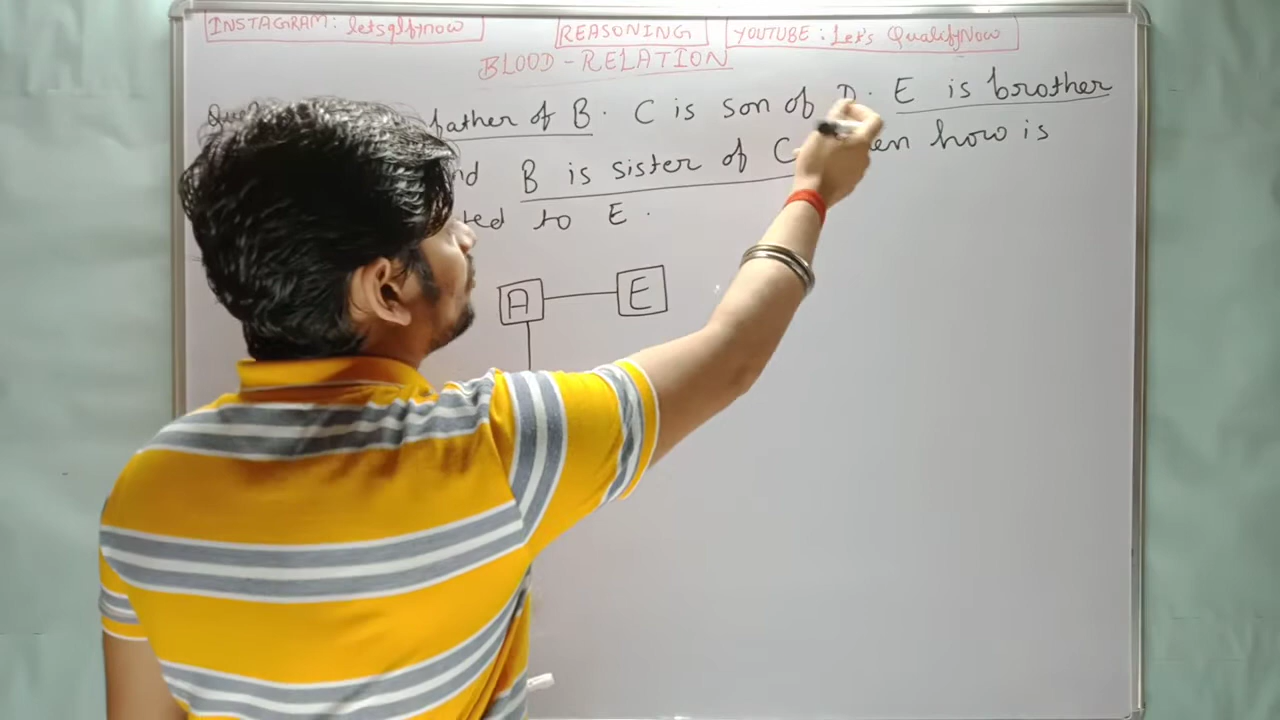 INSTAGRAM: letsqlfynow REASONING YOUTUBE : Let's QualifyNow
BLOOD-RELATION
father of B. C is son of D. E is brother
B is sister of C how is
to E.
A E